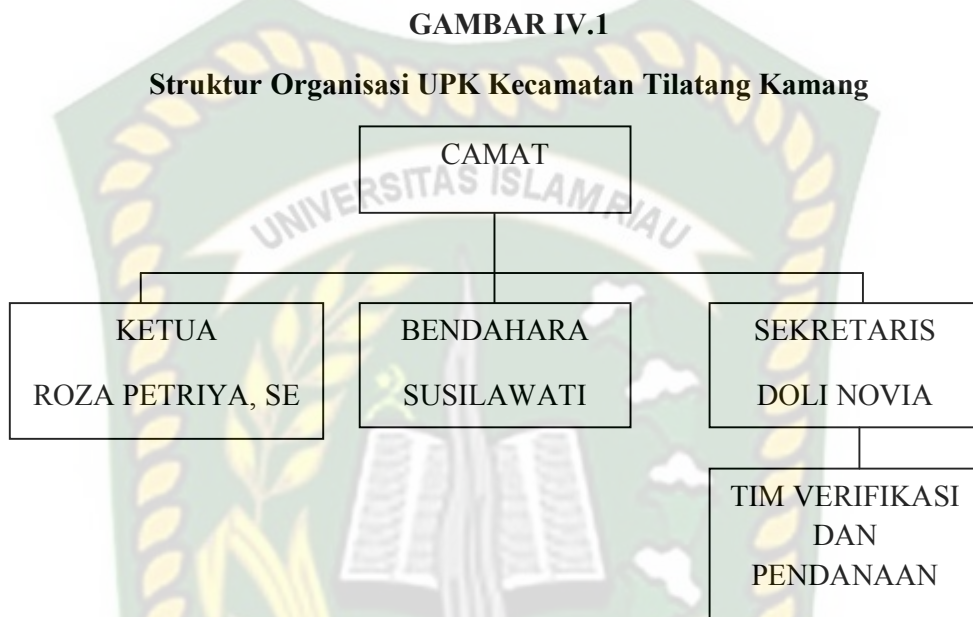 GAMBAR IV.1
Struktur Organisasi UPK Kecamatan Tilatang Kamang
CAMAT
UNIVERSITAS ISLAM RIAU
KETUA
ROZA PETRIYA, SE
BENDAHARA
SUSILAWATI
SEKRETARIS
DOLI NOVIA
TIM VERIFIKASI
DAN
PENDANAAN